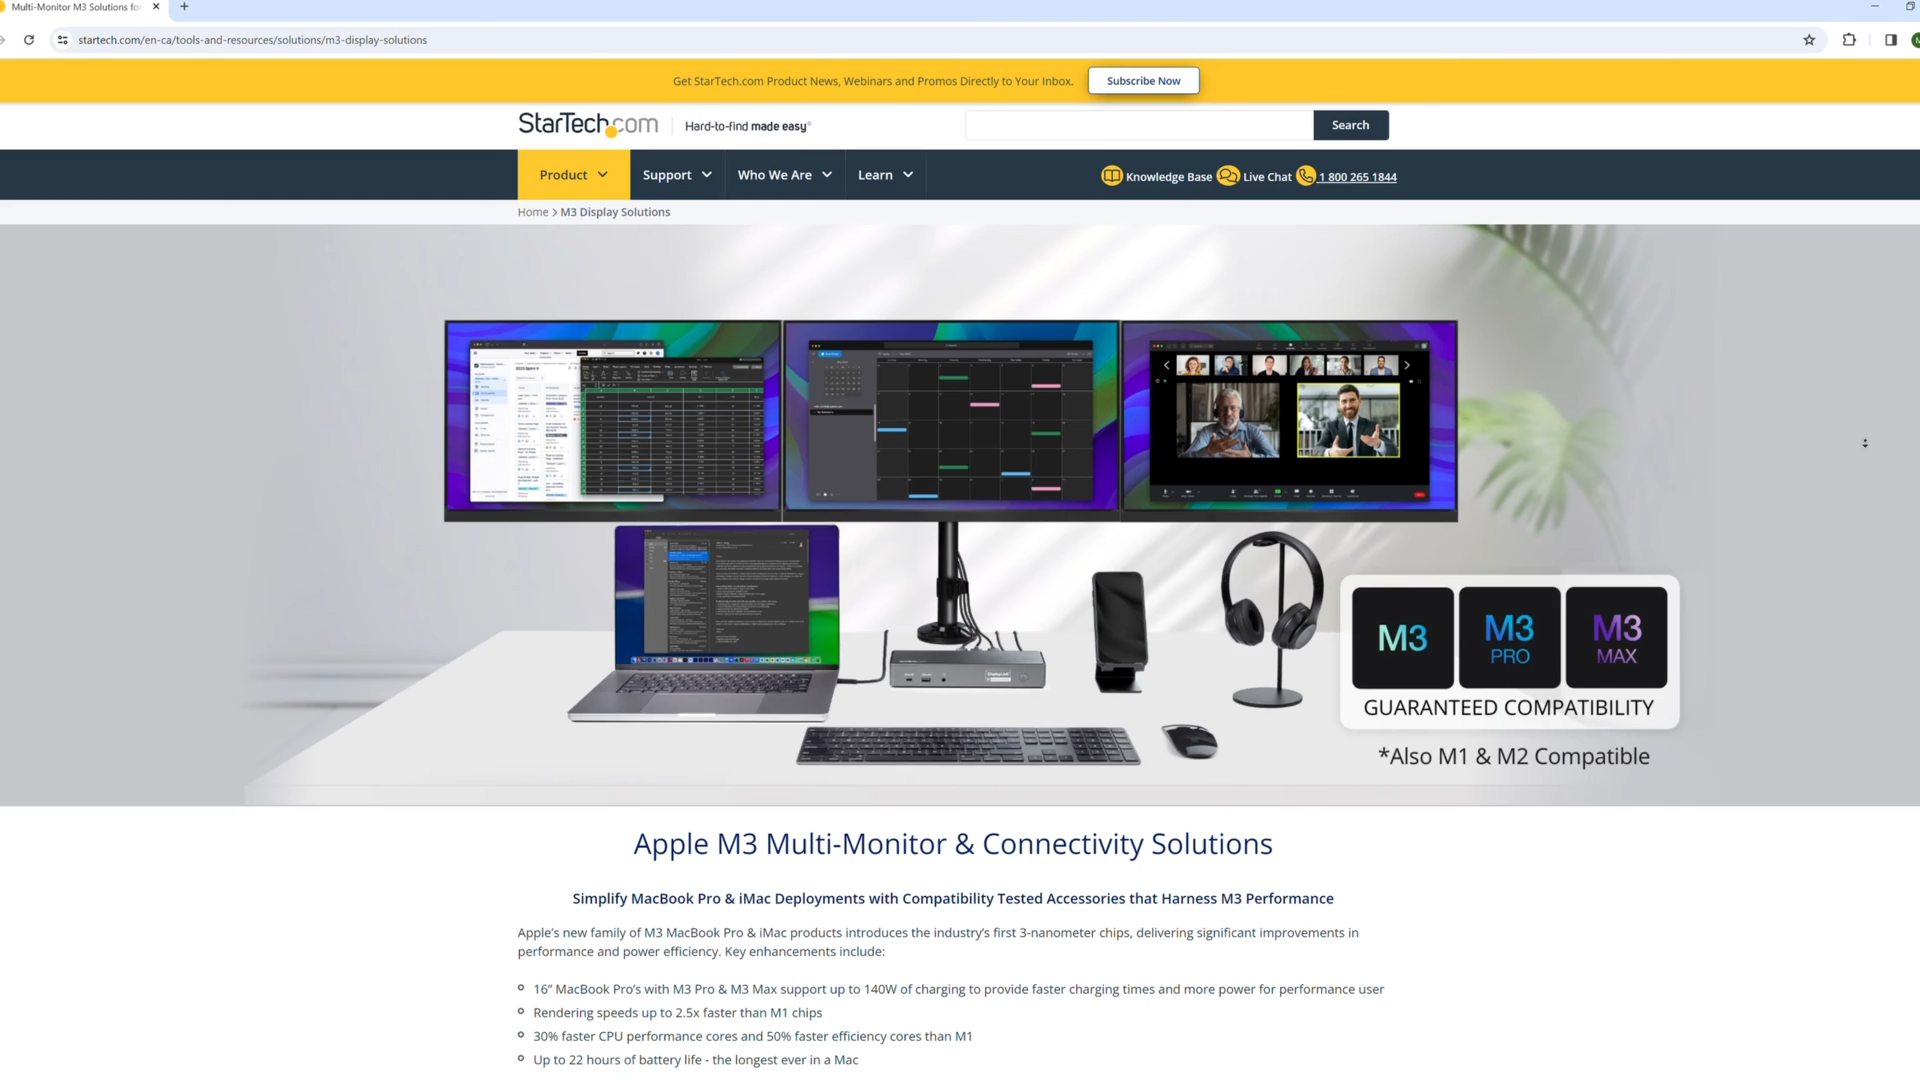 Multi-Monitor M3 Solutions for
startech.com/en-ca/tools-and-resources/solutions/m3-display-solutions
Get StarTech.com Product News, Webinars and Promos Directly to Your Inbox.
Subscribe Now
StarTech.com
Hard-to-find made easy®
Search
Product
Support
Who We Are
Learn
Knowledge Base
Live Chat
1 800 265 1844
Home > M3 Display Solutions
M3
M3 PRO
M3 MAX
GUARANTEED COMPATIBILITY
*Also M1 & M2 Compatible
Apple M3 Multi-Monitor & Connectivity Solutions
Simplify MacBook Pro & iMac Deployments with Compatibility Tested Accessories that Harness M3 Performance
Apple’s new family of M3 MacBook Pro & iMac products introduces the industry’s first 3-nanometer chips, delivering significant improvements in
performance and power efficiency. Key enhancements include:
16” MacBook Pro’s with M3 Pro & M3 Max support up to 140W of charging to provide faster charging times and more power for performance user
Rendering speeds up to 2.5x faster than M1 chips
30% faster CPU performance cores and 50% faster efficiency cores than M1
Up to 22 hours of battery life - the longest ever in a Mac